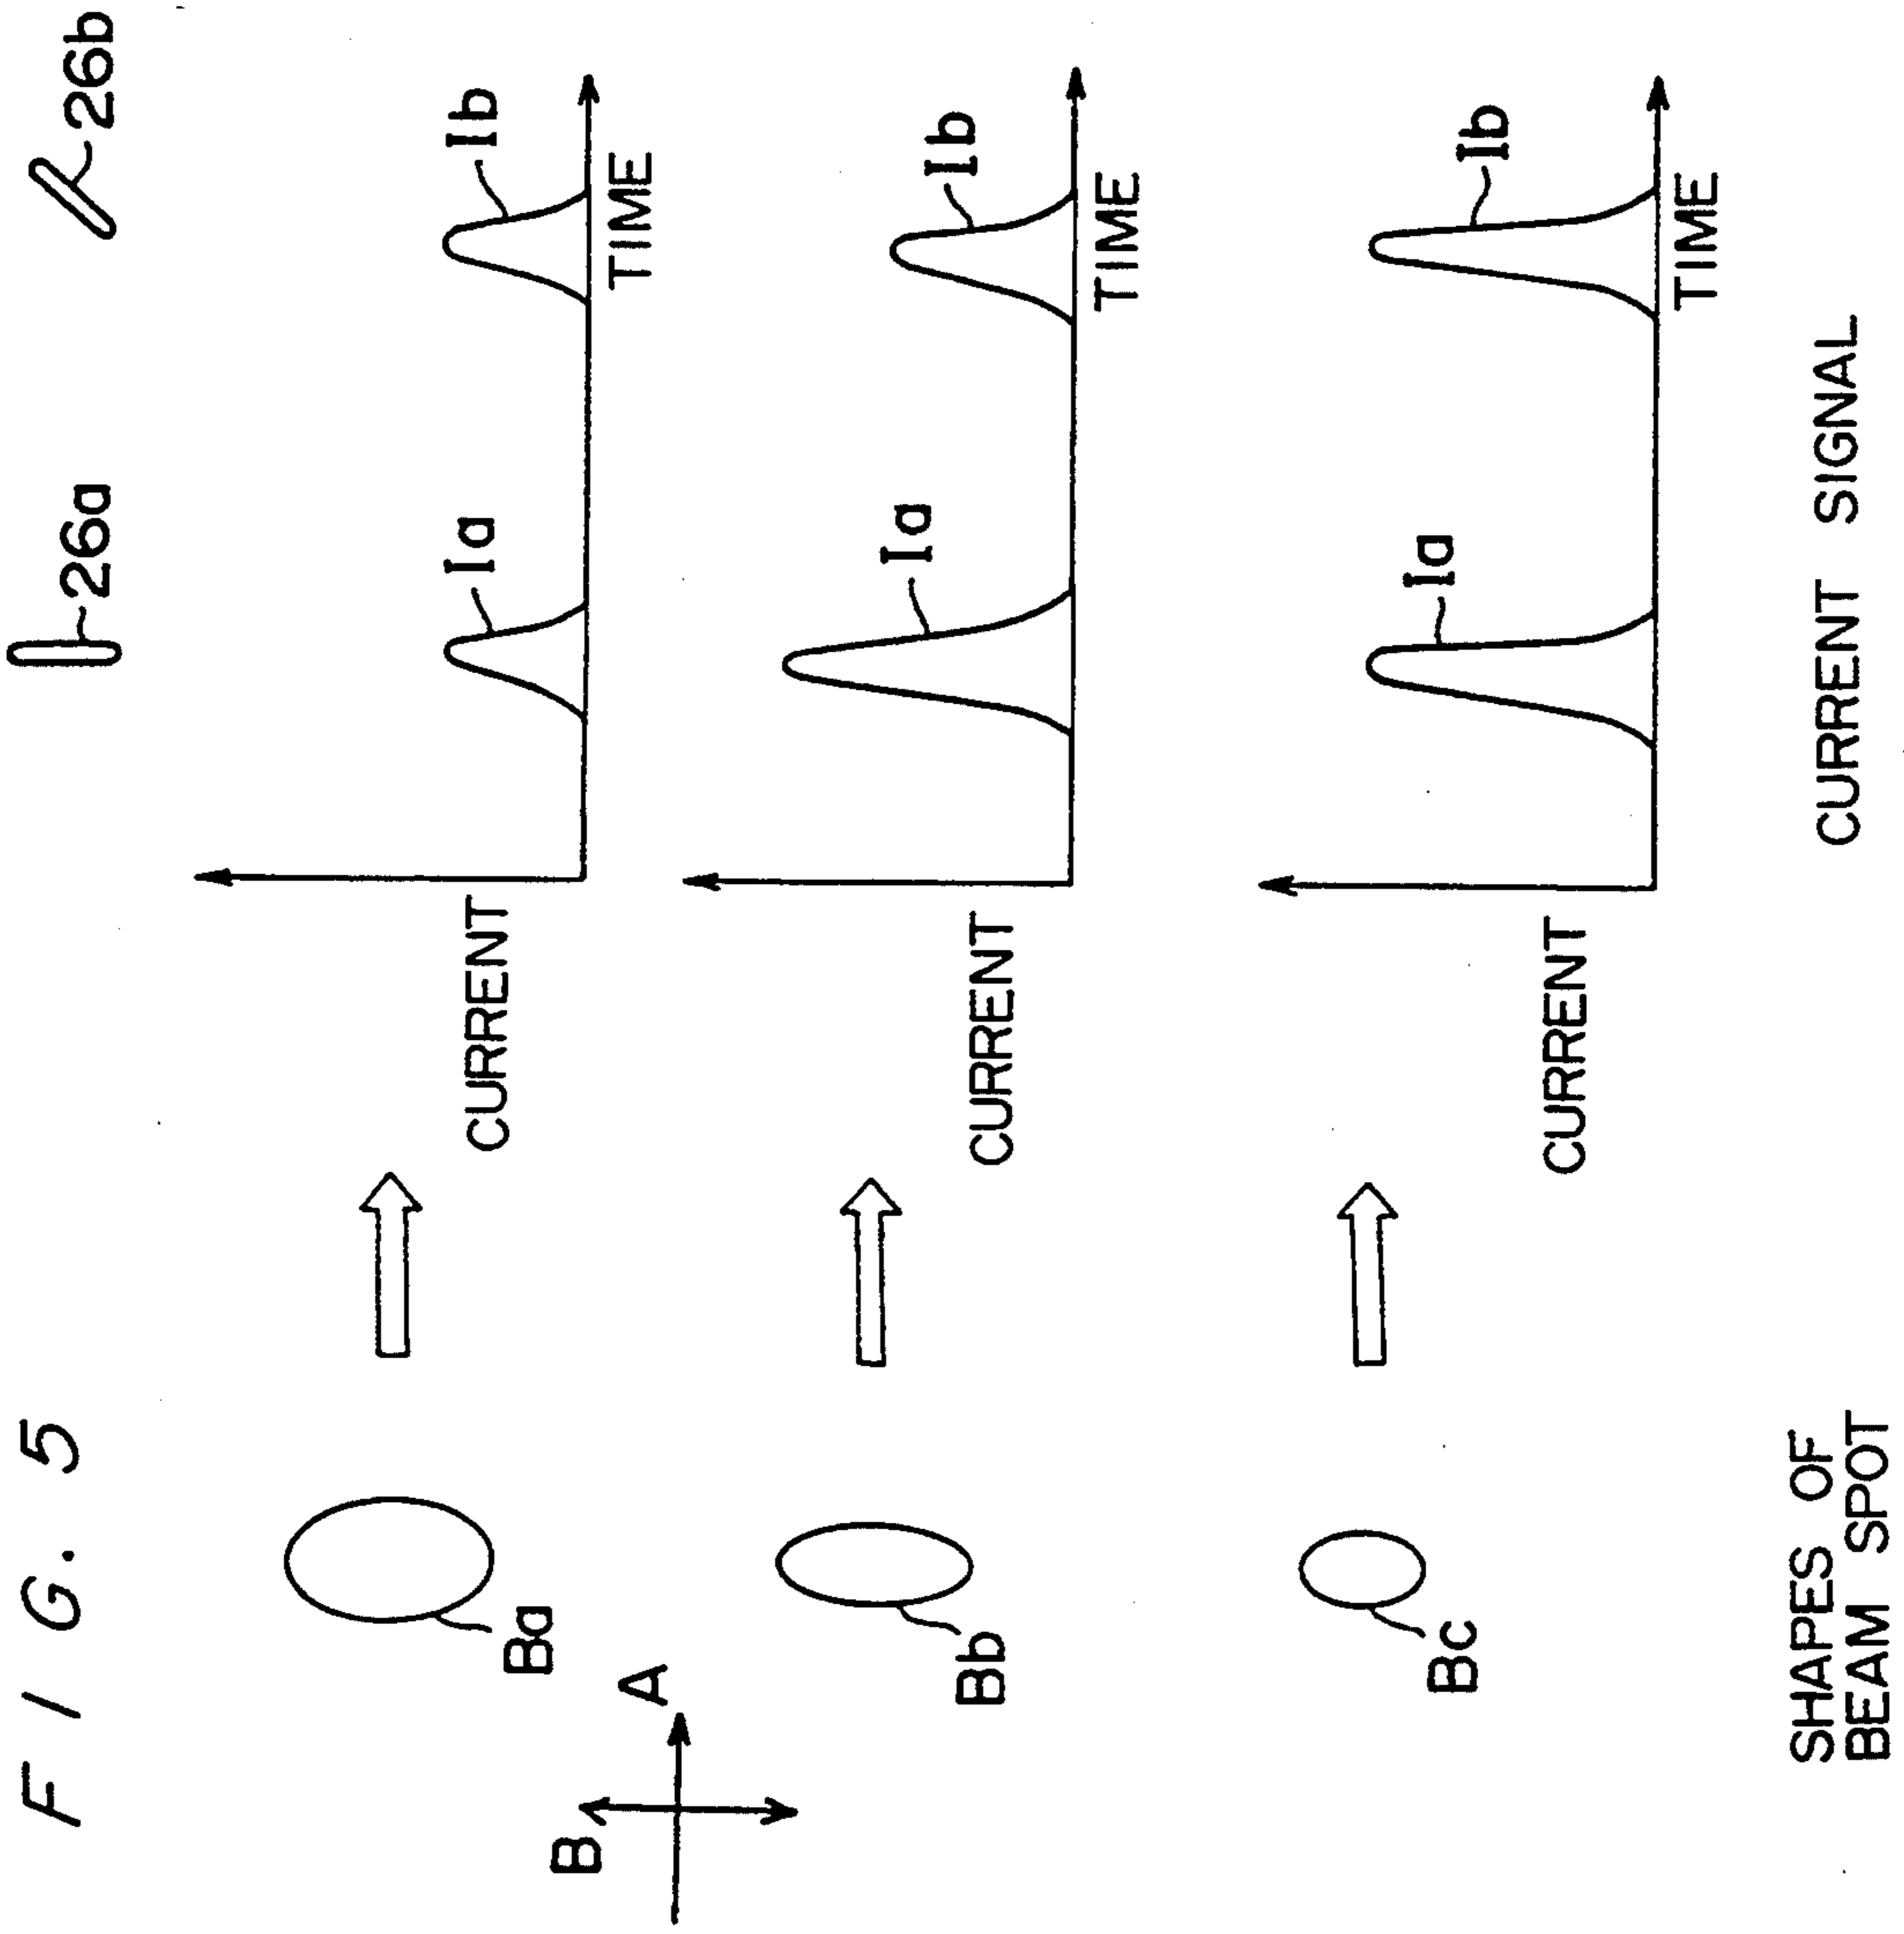 FIG. 5
26a
26b
Ia
Ib
CURRENT
Ba
TIME
B
A
Ia
Ib
Bb
CURRENT
TIME
Ia
Ib
Bc
CURRENT
TIME
SHAPES OF
BEAM SPOT
CURRENT SIGNAL